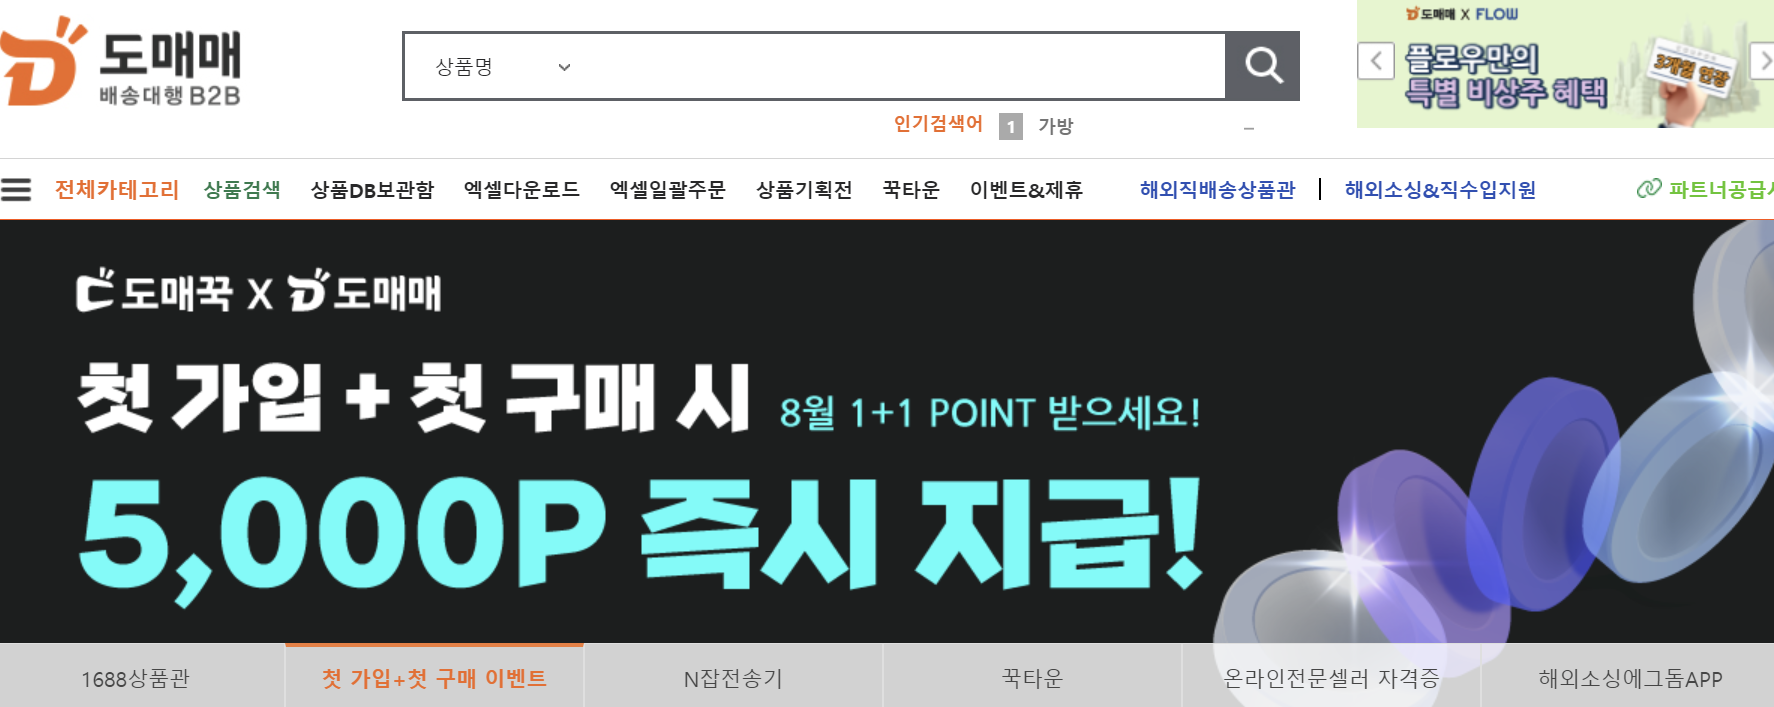 도매매
배송대행 B2B
상품명
인기검색어 1 가방
도매매 X FLOW
플로우만의
특별 비상주 혜택
3개월 연장
전체카테고리 상품검색 상품DB보관함 엑셀다운로드 엑셀일괄주문 상품기획전 꾹타운 이벤트&제휴 해외직배송상품관 해외소싱&직수입지원 파트너공급사
도매꾹 X 도매매
첫 가입 + 첫 구매 시 8월 1+1 POINT 받으세요!
5,000P 즉시 지급!
1688상품관 첫 가입+첫 구매 이벤트 N잡전송기 꾹타운 온라인전문셀러 자격증 해외소싱에그돔APP